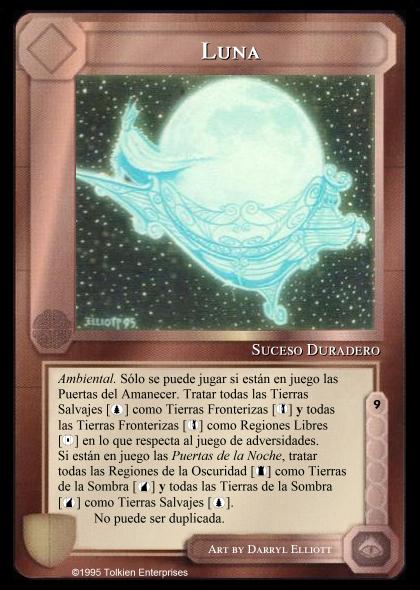 LUNA
ELLIOTT 95
SUCESO DURADERO
Ambiental. Sólo se puede jugar si están en juego las
Puertas del Amanecer. Tratar todas las Tierras
Salvajes [ ] como Tierras Fronterizas [ ] y todas
las Tierras Fronterizas [ ] como Regiones Libres
[ ] en lo que respecta al juego de adversidades.
Si están en juego las Puertas de la Noche, tratar
todas las Regiones de la Oscuridad [ ] como Tierras
de la Sombra [ ] y todas las Tierras de la Sombra
[ ] como Tierras Salvajes [ ].
No puede ser duplicada.
9
ART BY DARRYL ELLIOTT
©1995 Tolkien Enterprises